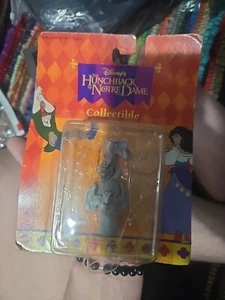 Disney's
THE
HUNCHBACK
OF
NOTRE DAME
Collectible